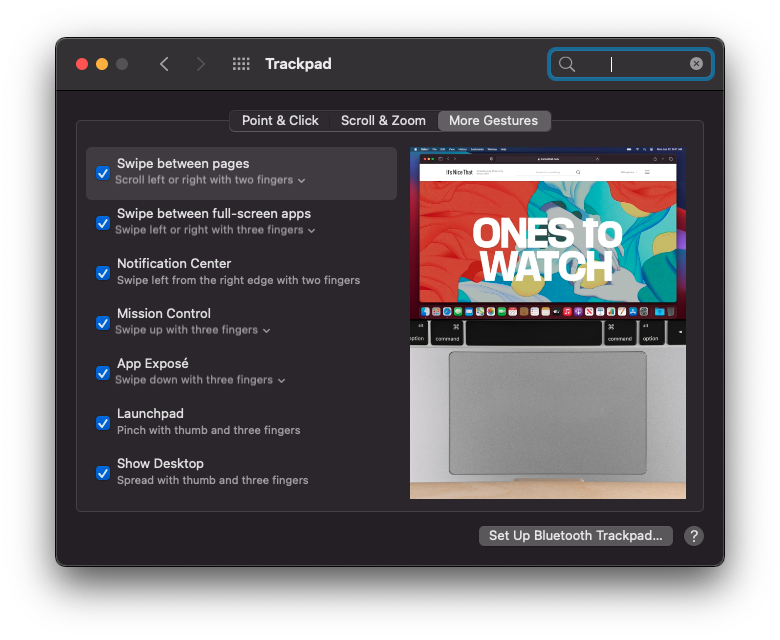 Trackpad
Point & Click
Scroll & Zoom
More Gestures
Swipe between pages
Scroll left or right with two fingers
Swipe between full-screen apps
Swipe left or right with three fingers
Notification Center
Swipe left from the right edge with two fingers
Mission Control
Swipe up with three fingers
App Exposé
Swipe down with three fingers
Launchpad
Pinch with thumb and three fingers
Show Desktop
Spread with thumb and three fingers
It's Nice That
ONES to
WATCH
⌘ ⌘
option command command option
Set Up Bluetooth Trackpad...
?